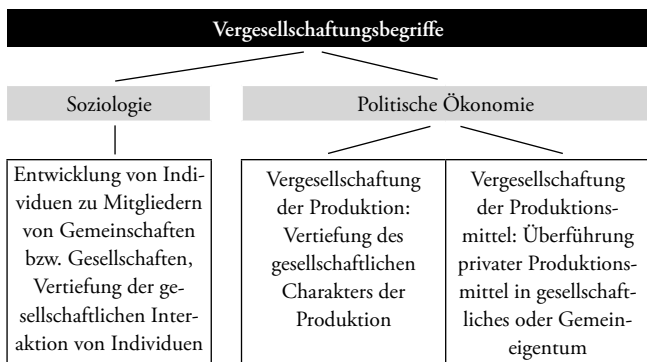 Vergesellschaftungsbegriffe
Soziologie
Politische Ökonomie
Entwicklung von Indi-
viduen zu Mitgliedern
von Gemeinschaften
bzw. Gesellschaften,
Vertiefung der ge-
sellschaftlichen Inter-
aktion von Individuen
Vergesellschaftung
der Produktion:
Vertiefung des
gesellschaftlichen
Charakters der
Produktion
Vergesellschaftung
der Produktions-
mittel: Überführung
privater Produktions-
mittel in gesellschaft-
liches oder Gemein-
eigentum